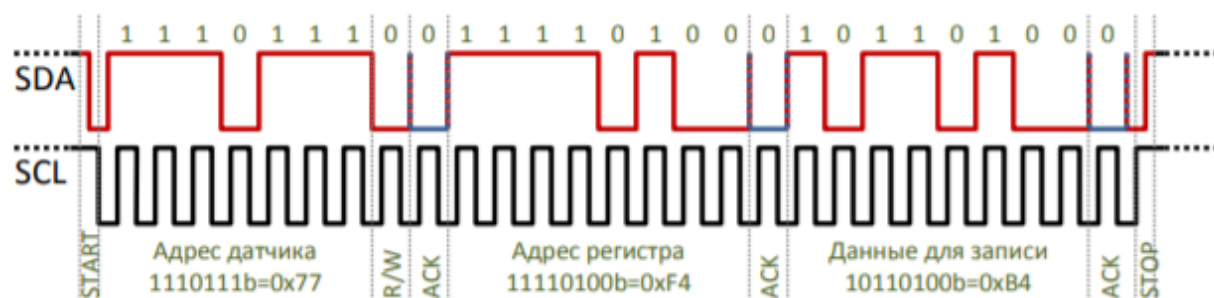 1 1 1 0 1 1 1 0 0 1 1 1 1 0 1 0 0 0 1 0 1 1 0 1 0 0 0
SDA
SCL
START
Адрес датчика
1110111b=0x77
R/W
ACK
Адрес регистра
11110100b=0xF4
ACK
Данные для записи
10110100b=0xB4
ACK
STOP